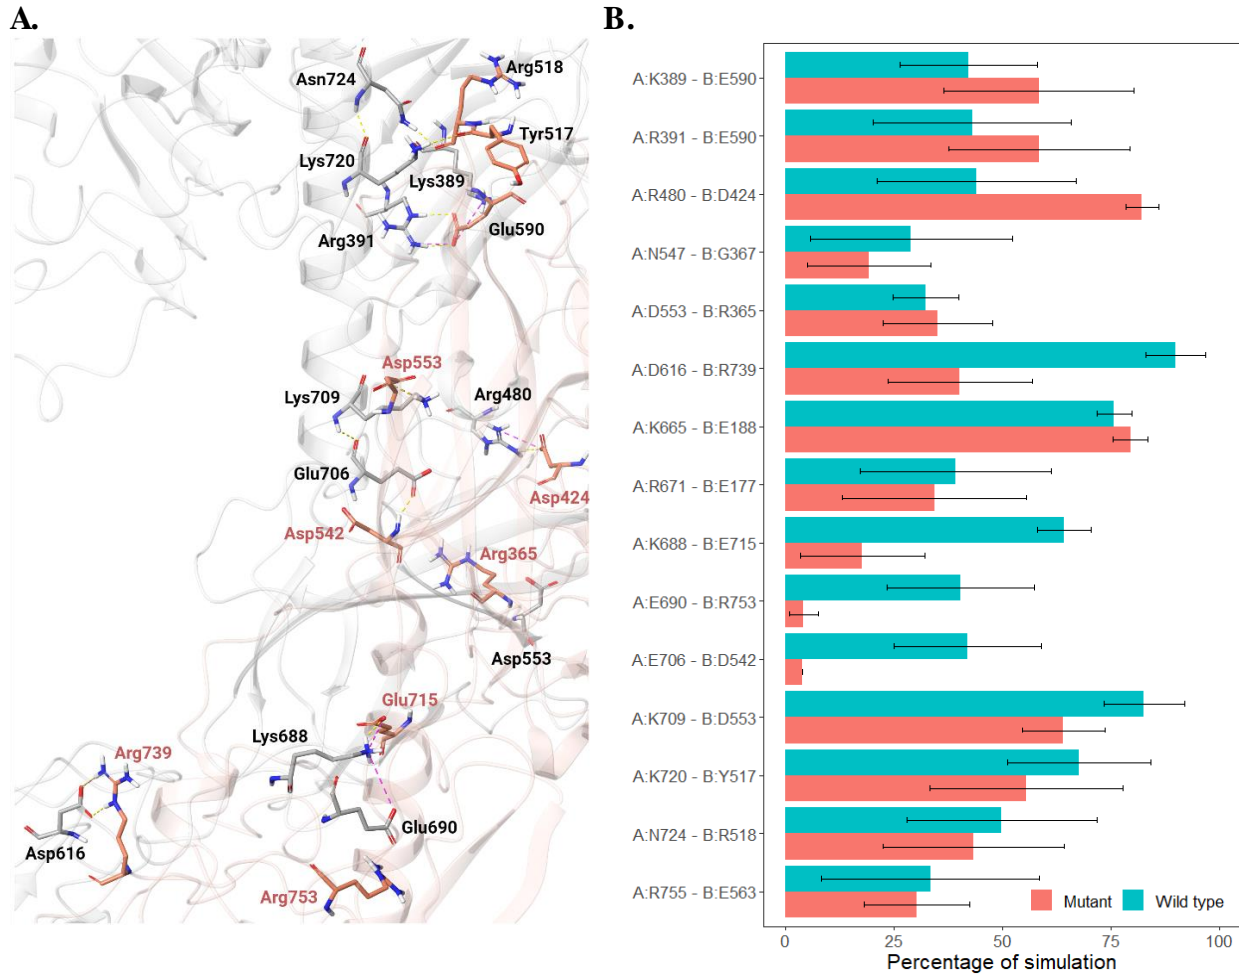 A.
B.
Asn724
Arg518
Tyr517
Lys720
Lys389
Arg391
Glu590
Asp553
Lys709
Arg480
Glu706
Asp424
Asp542
Arg365
Asp553
Glu715
Lys688
Arg739
Glu690
Asp616
Arg753
A:K389 - B:E590
A:R391 - B:E590
A:R480 - B:D424
A:N547 - B:G367
A:D553 - B:R365
A:D616 - B:R739
A:K665 - B:E188
A:R671 - B:E177
A:K688 - B:E715
A:E690 - B:R753
A:E706 - B:D542
A:K709 - B:D553
A:K720 - B:Y517
A:N724 - B:R518
A:R755 - B:E563
Mutant Wild type
0 25 50 75 100
Percentage of simulation